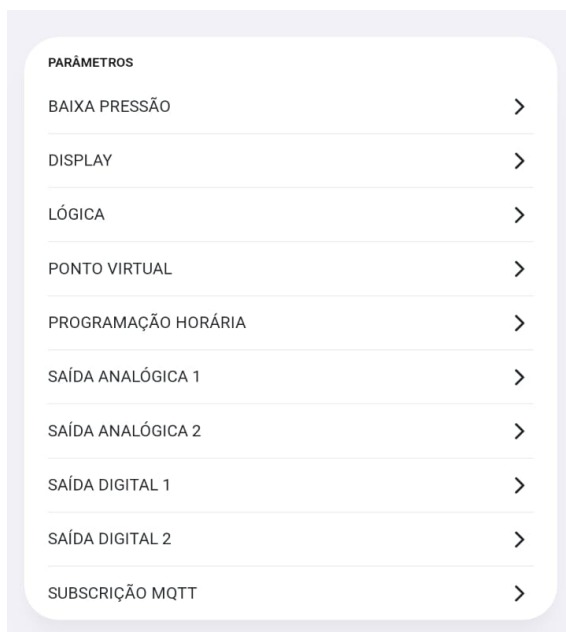 PARÂMETROS
BAIXA PRESSÃO
DISPLAY
LÓGICA
PONTO VIRTUAL
PROGRAMAÇÃO HORÁRIA
SAÍDA ANALÓGICA 1
SAÍDA ANALÓGICA 2
SAÍDA DIGITAL 1
SAÍDA DIGITAL 2
SUBSCRIÇÃO MQTT